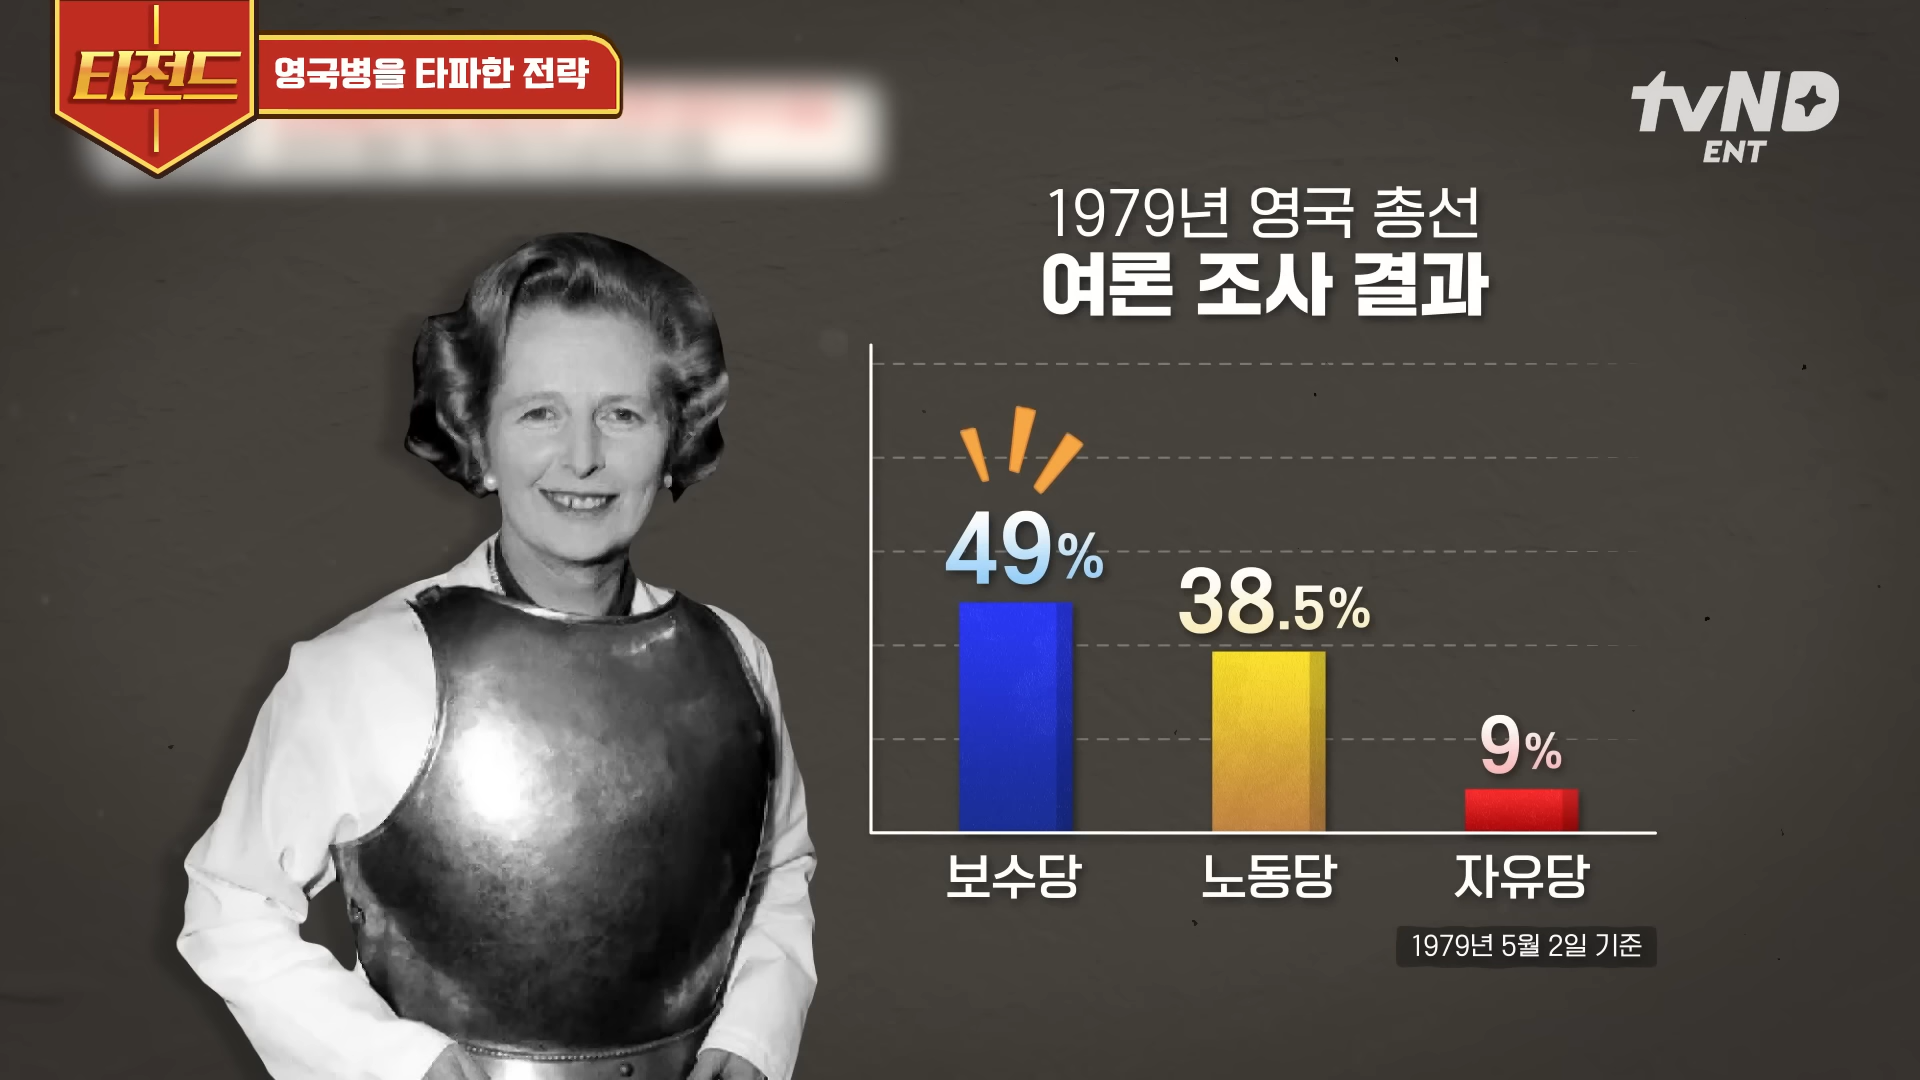 티전드
영국병을 타파한 전략
tvND
ENT
1979년 영국 총선
여론 조사 결과
49%
38.5%
9%
보수당
노동당
자유당
1979년 5월 2일 기준